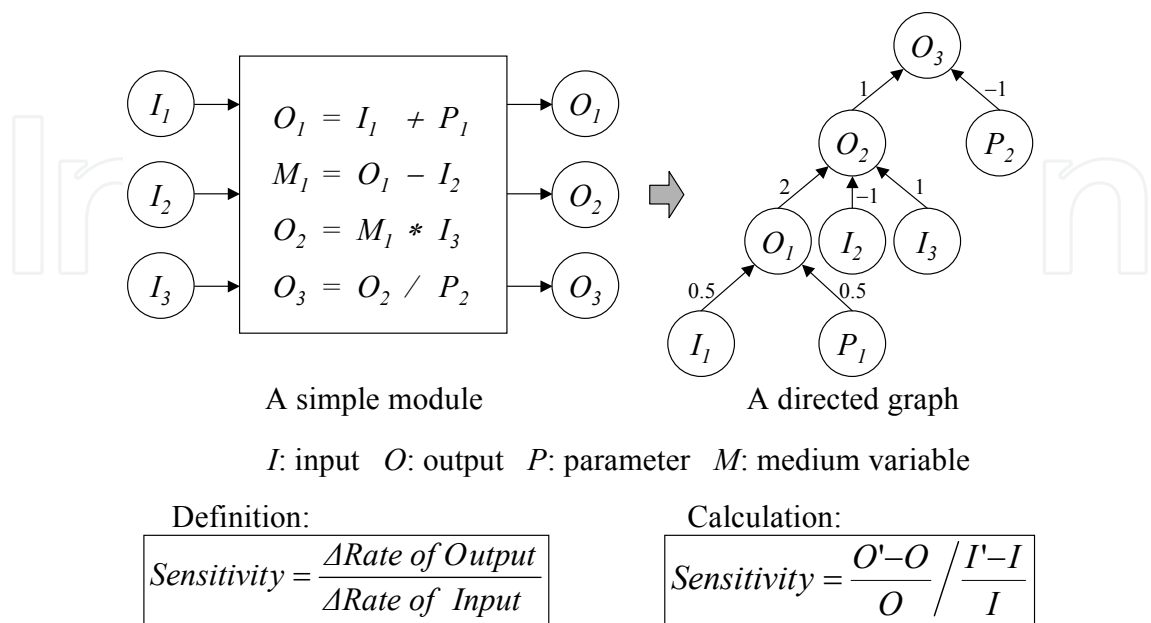 I₁
I₂
I₃
O₁ = I₁ + P₁
M₁ = O₁ − I₂
O₂ = M₁ * I₃
O₃ = O₂ / P₂
O₁
O₂
O₃
O₃
1
−1
O₂
P₂
2
−1
1
O₁
I₂
I₃
0.5
0.5
I₁
P₁
A simple module
A directed graph
I: input O: output P: parameter M: medium variable
Definition:
Sensitivity = ΔRate of Output / ΔRate of Input
Calculation:
Sensitivity = O'−O / O / I'−I / I